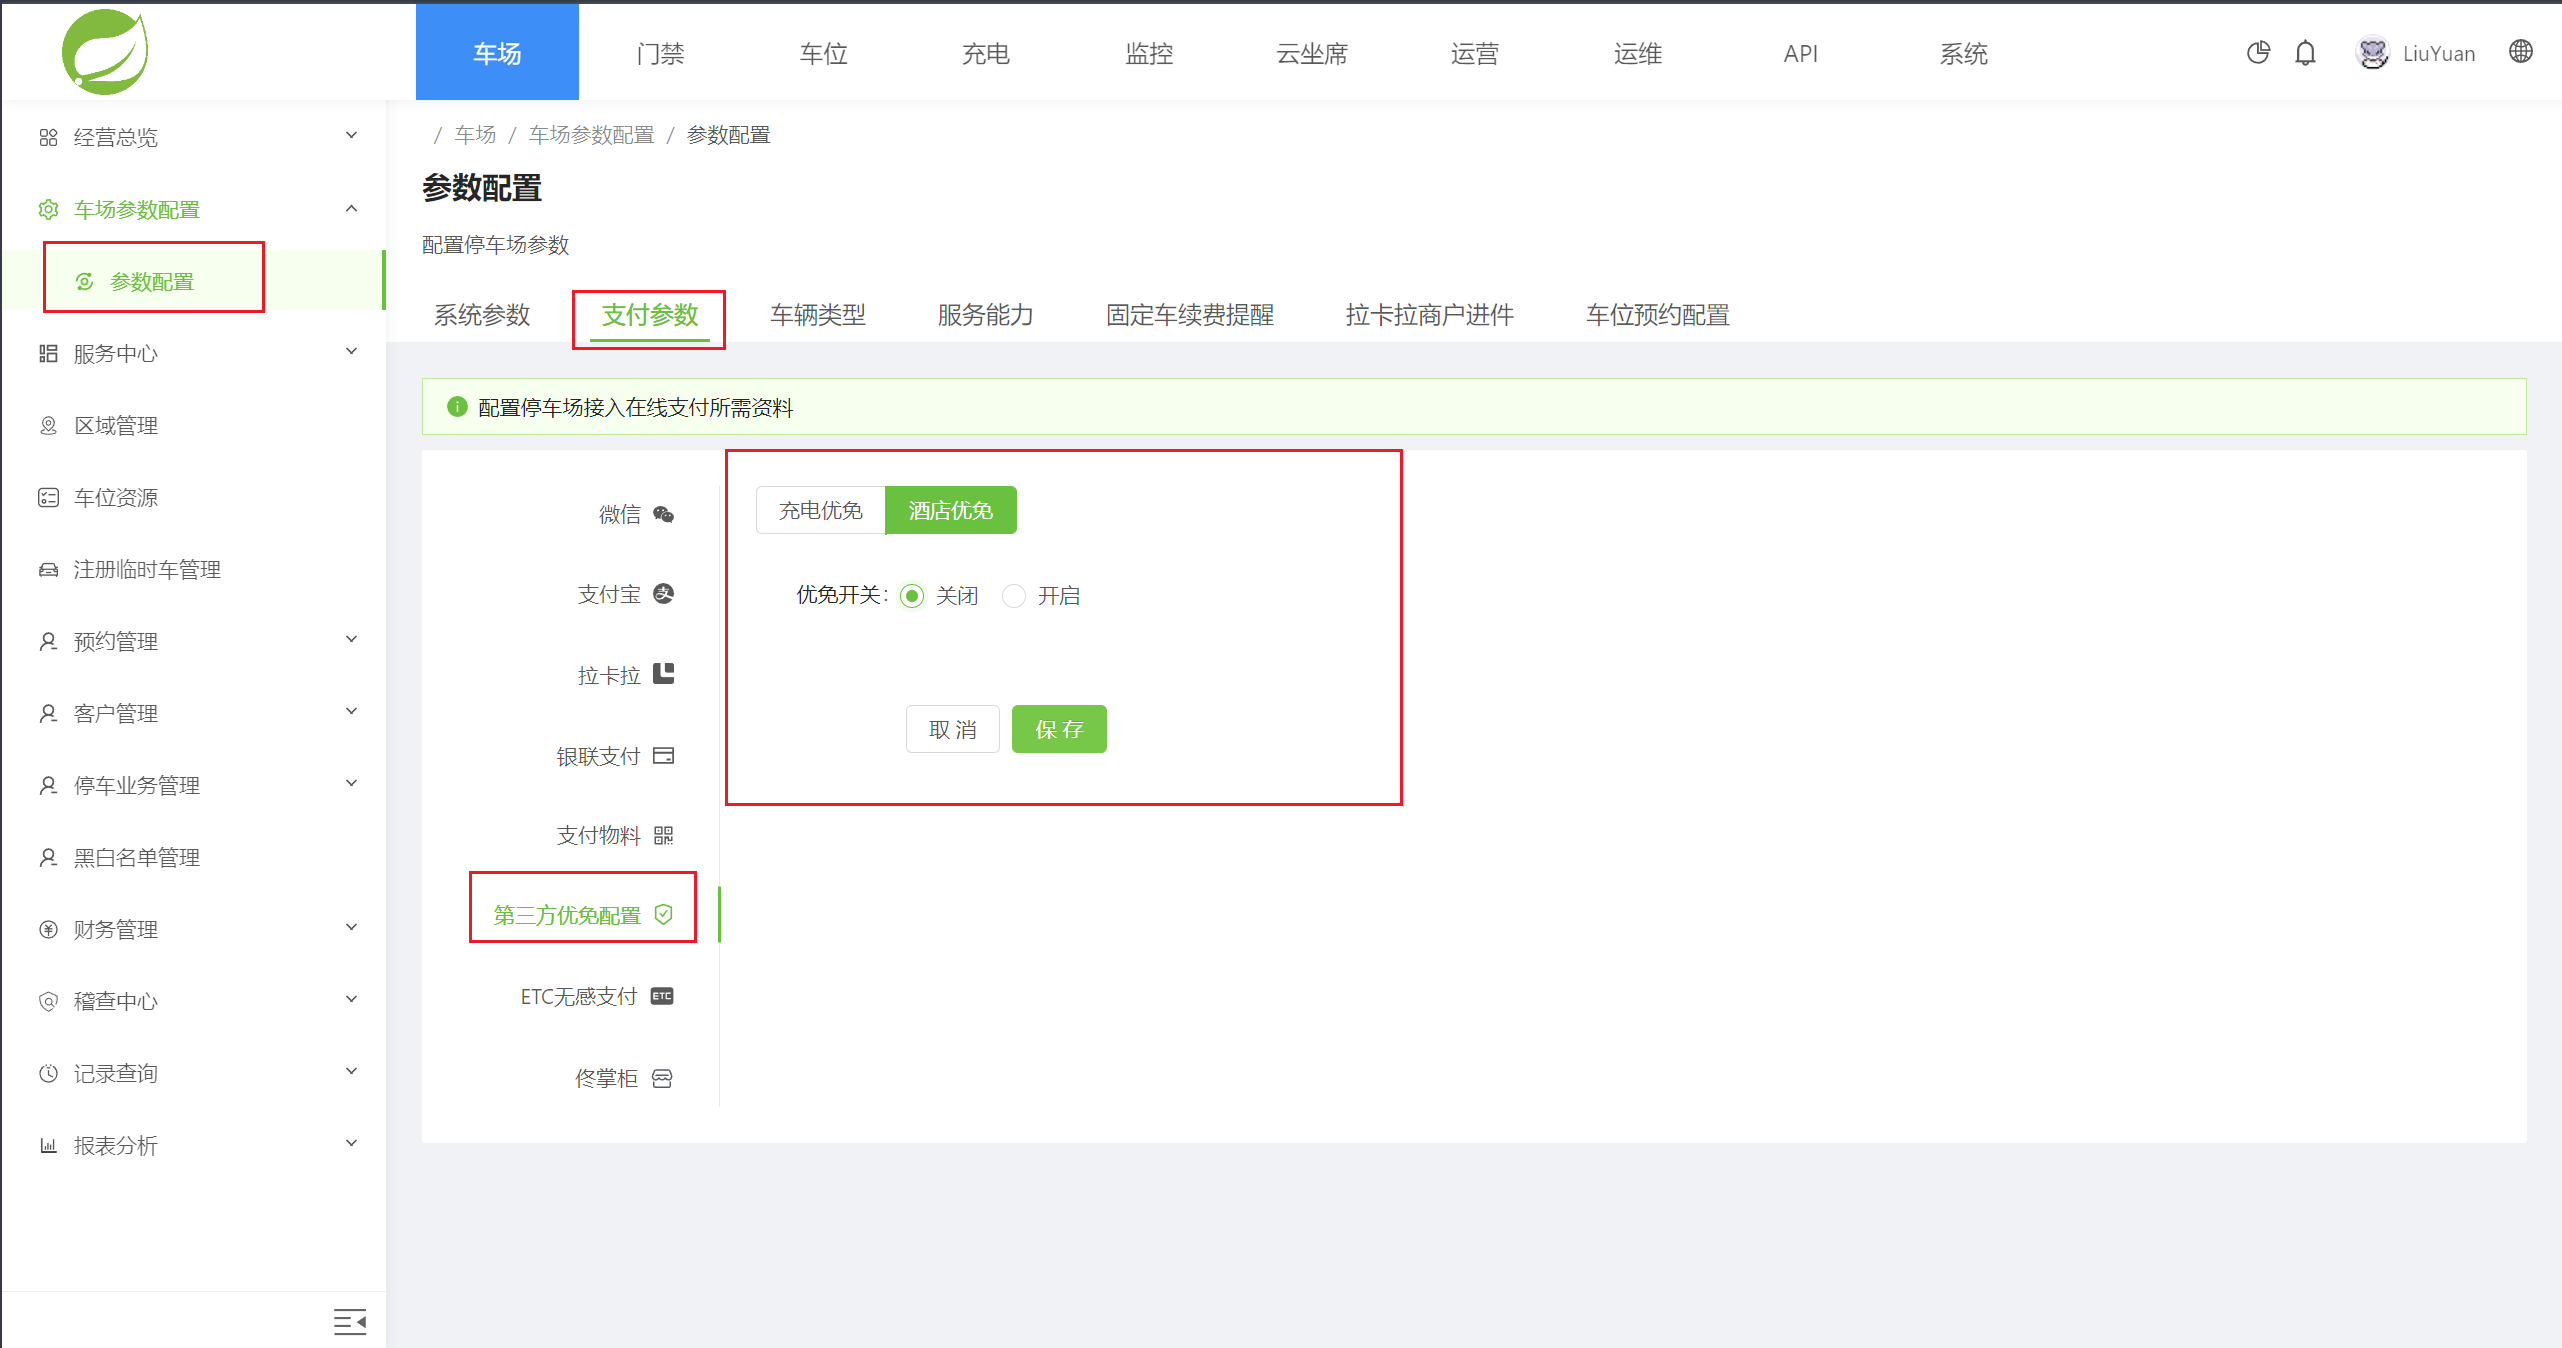 车场 门禁 车位 充电 监控 云坐席 运营 运维 API 系统 LiuYuan
经营总览
车场参数配置
参数配置
服务中心
区域管理
车位资源
注册临时车管理
预约管理
客户管理
停车业务管理
黑白名单管理
财务管理
稽查中心
记录查询
报表分析
/ 车场 / 车场参数配置 / 参数配置
参数配置
配置停车场参数
系统参数 支付参数 车辆类型 服务能力 固定车续费提醒 拉卡拉商户进件 车位预约配置
配置停车场接入在线支付所需资料
微信
支付宝
拉卡拉
银联支付
支付物料
第三方优免配置
ETC无感支付 ETC
佟掌柜
充电优免 酒店优免
优免开关: 关闭 开启
取 消 保 存